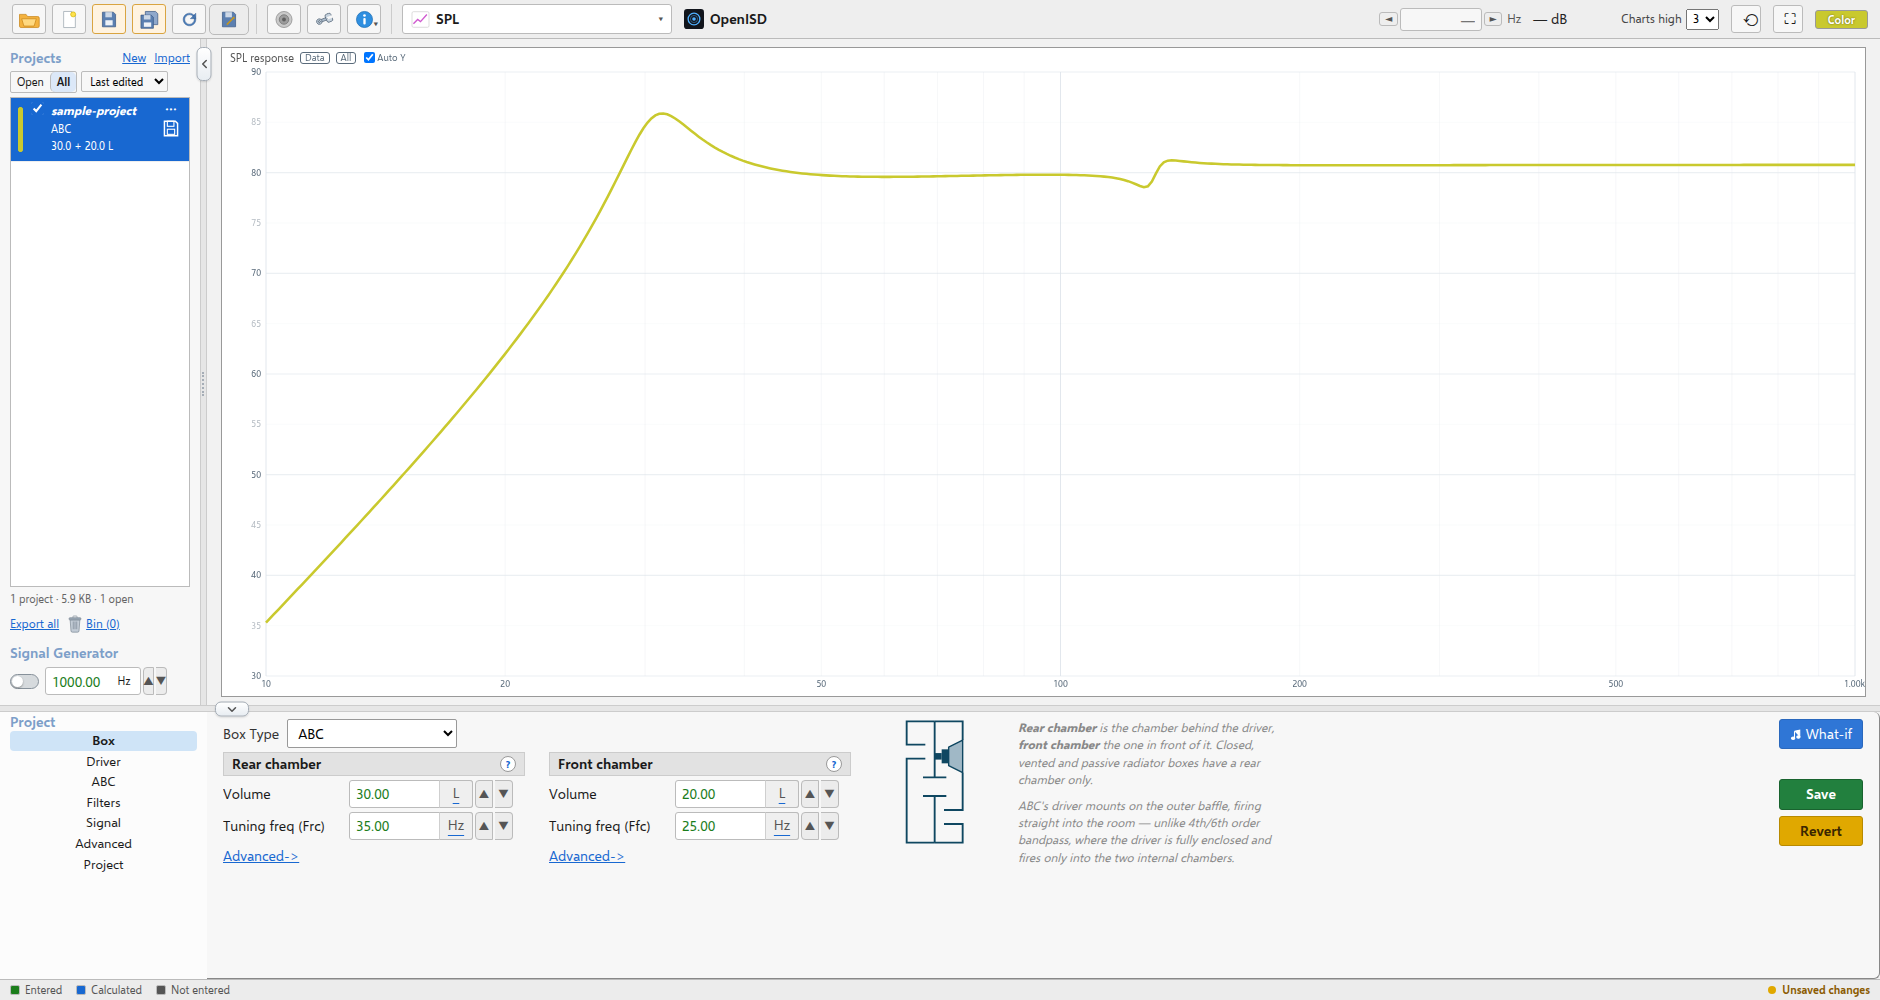 SPL
OpenISD
— Hz — dB
Charts high 3
Color
Projects New Import
Open All Last edited
sample-project
ABC
30.0 + 20.0 L
1 project · 5.9 KB · 1 open
Export all Bin (0)
Signal Generator
1000.00 Hz
SPL response Data All Auto Y
90
85
80
75
70
65
60
55
50
45
40
35
30
10 20 50 100 200 500 1.00k
Project
Box
Driver
ABC
Filters
Signal
Advanced
Project
Box Type ABC
Rear chamber ?
Volume 30.00 L
Tuning freq (Frc) 35.00 Hz
Advanced->
Front chamber ?
Volume 20.00 L
Tuning freq (Ffc) 25.00 Hz
Advanced->
Rear chamber is the chamber behind the driver,
front chamber the one in front of it. Closed,
vented and passive radiator boxes have a rear
chamber only.
ABC's driver mounts on the outer baffle, firing
straight into the room — unlike 4th/6th order
bandpass, where the driver is fully enclosed and
fires only into the two internal chambers.
What-if
Save
Revert
Entered Calculated Not entered
Unsaved changes